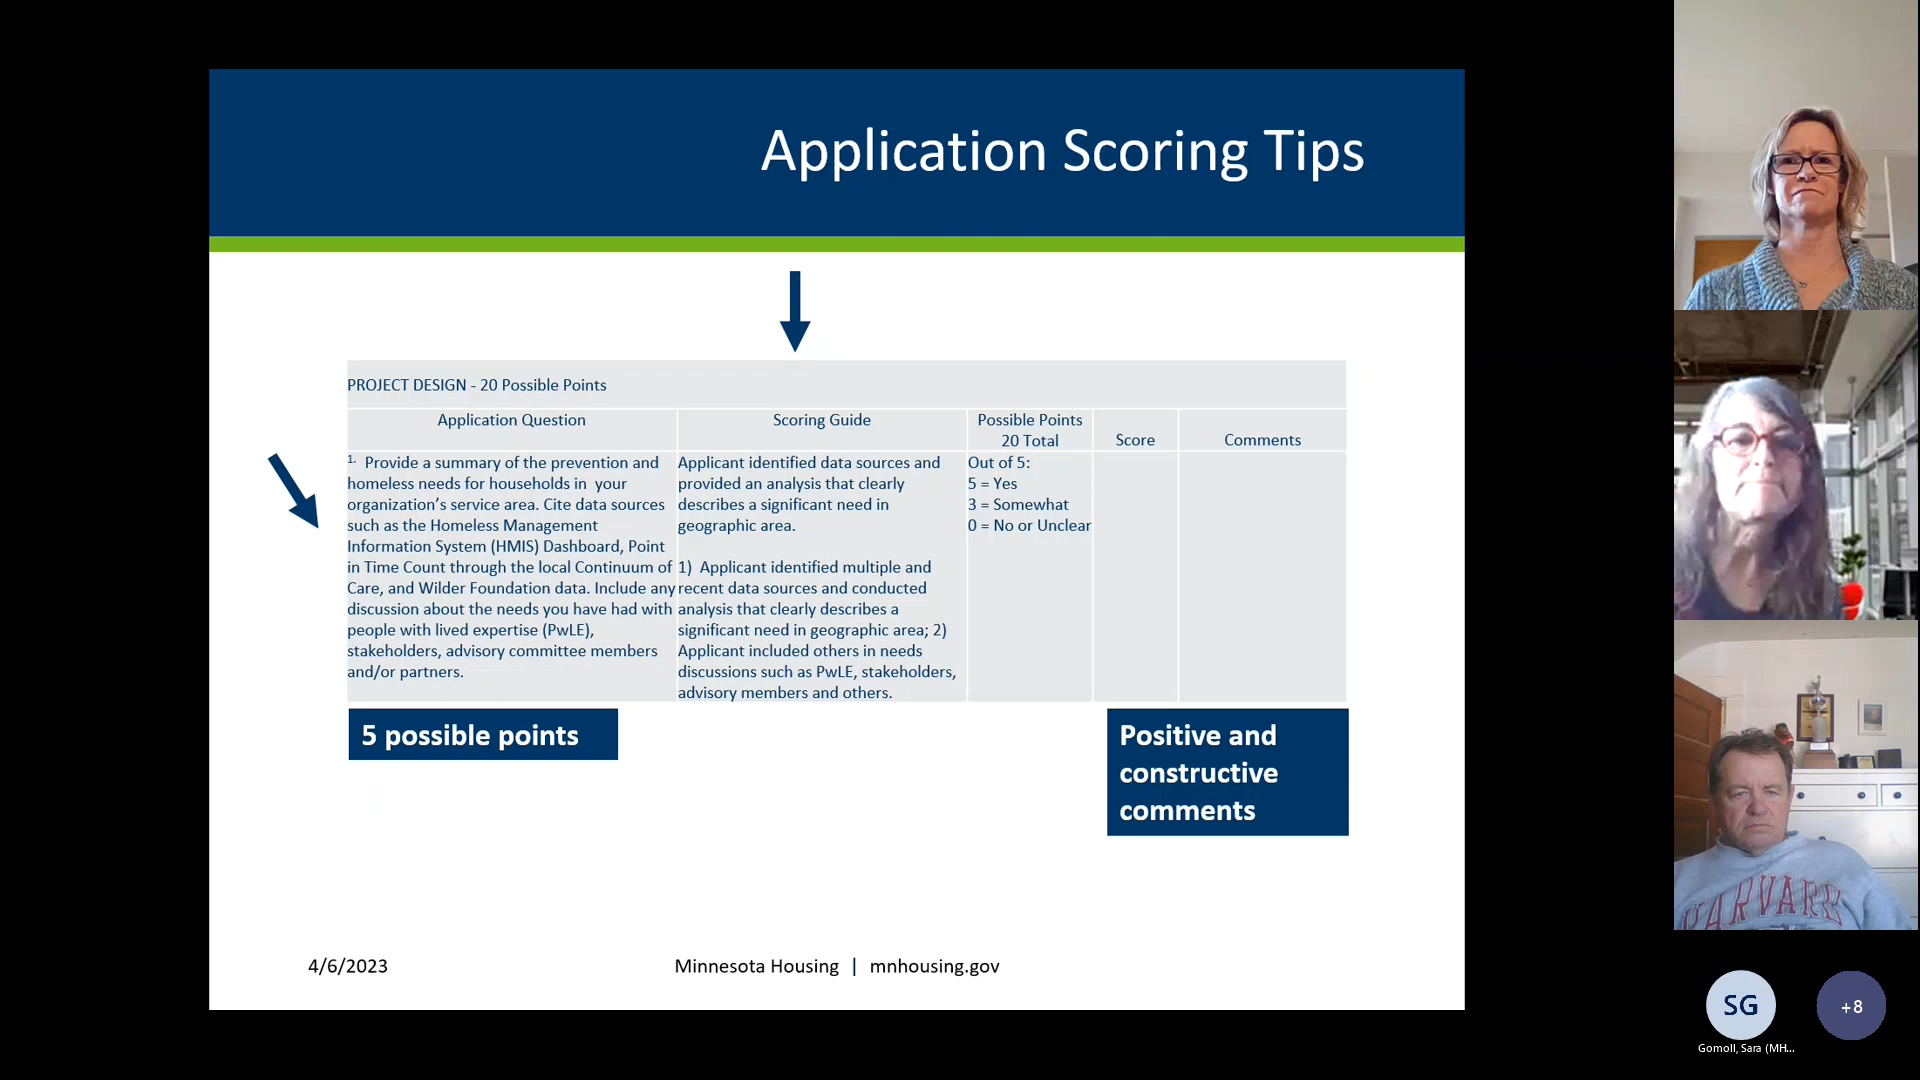 Application Scoring Tips
PROJECT DESIGN - 20 Possible Points
Application Question
Scoring Guide
Possible Points
20 Total
Score
Comments
1. Provide a summary of the prevention and
homeless needs for households in your
organization’s service area. Cite data sources
such as the Homeless Management
Information System (HMIS) Dashboard, Point
in Time Count through the local Continuum of
Care, and Wilder Foundation data. Include any
discussion about the needs you have had with
people with lived expertise (PwLE),
stakeholders, advisory committee members
and/or partners.
Applicant identified data sources and
provided an analysis that clearly
describes a significant need in
geographic area.
1) Applicant identified multiple and
recent data sources and conducted
analysis that clearly describes a
significant need in geographic area; 2)
Applicant included others in needs
discussions such as PwLE, stakeholders,
advisory members and others.
Out of 5:
5 = Yes
3 = Somewhat
0 = No or Unclear
5 possible points
Positive and
constructive
comments
4/6/2023
Minnesota Housing | mnhousing.gov
HARVARD
SG
+8
Gomoll, Sara (MH...